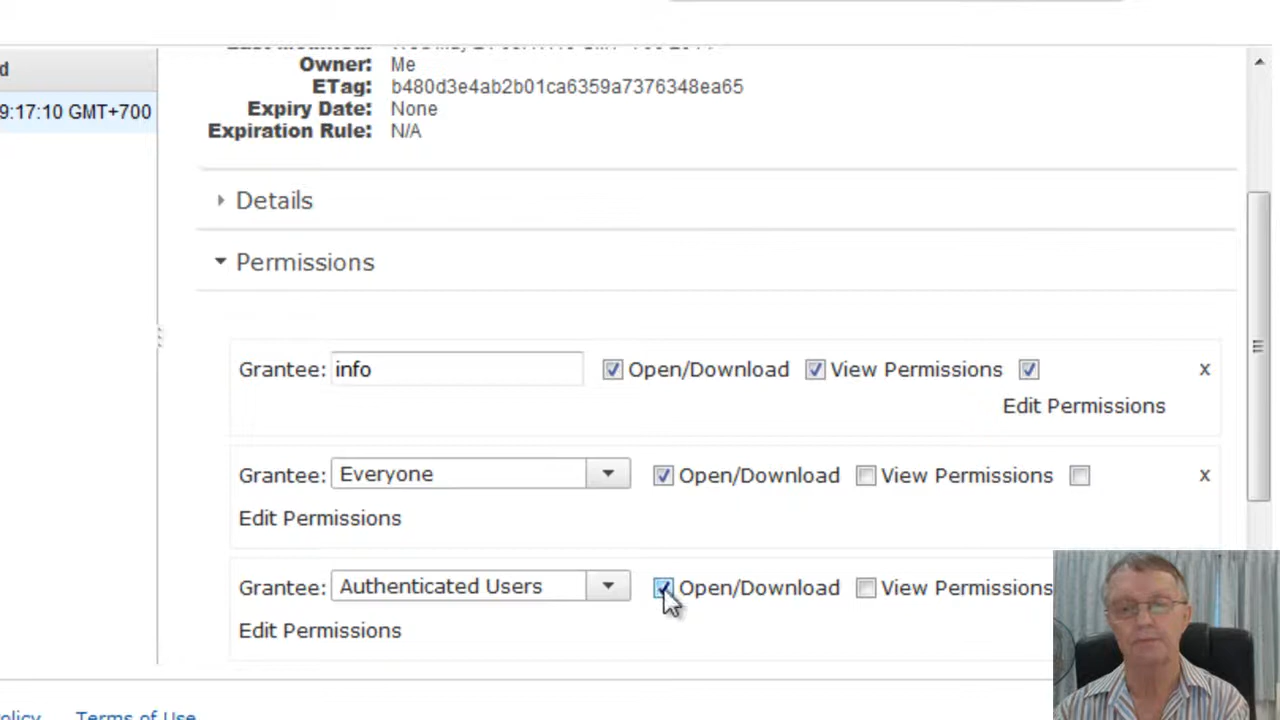 d
9:17:10 GMT+700
Owner: Me
ETag: b480d3e4ab2b01ca6359a7376348ea65
Expiry Date: None
Expiration Rule: N/A
Details
Permissions
Grantee: info Open/Download View Permissions x
Edit Permissions
Grantee: Everyone Open/Download View Permissions x
Edit Permissions
Grantee: Authenticated Users Open/Download View Permissions
Edit Permissions
olicy Terms of Use